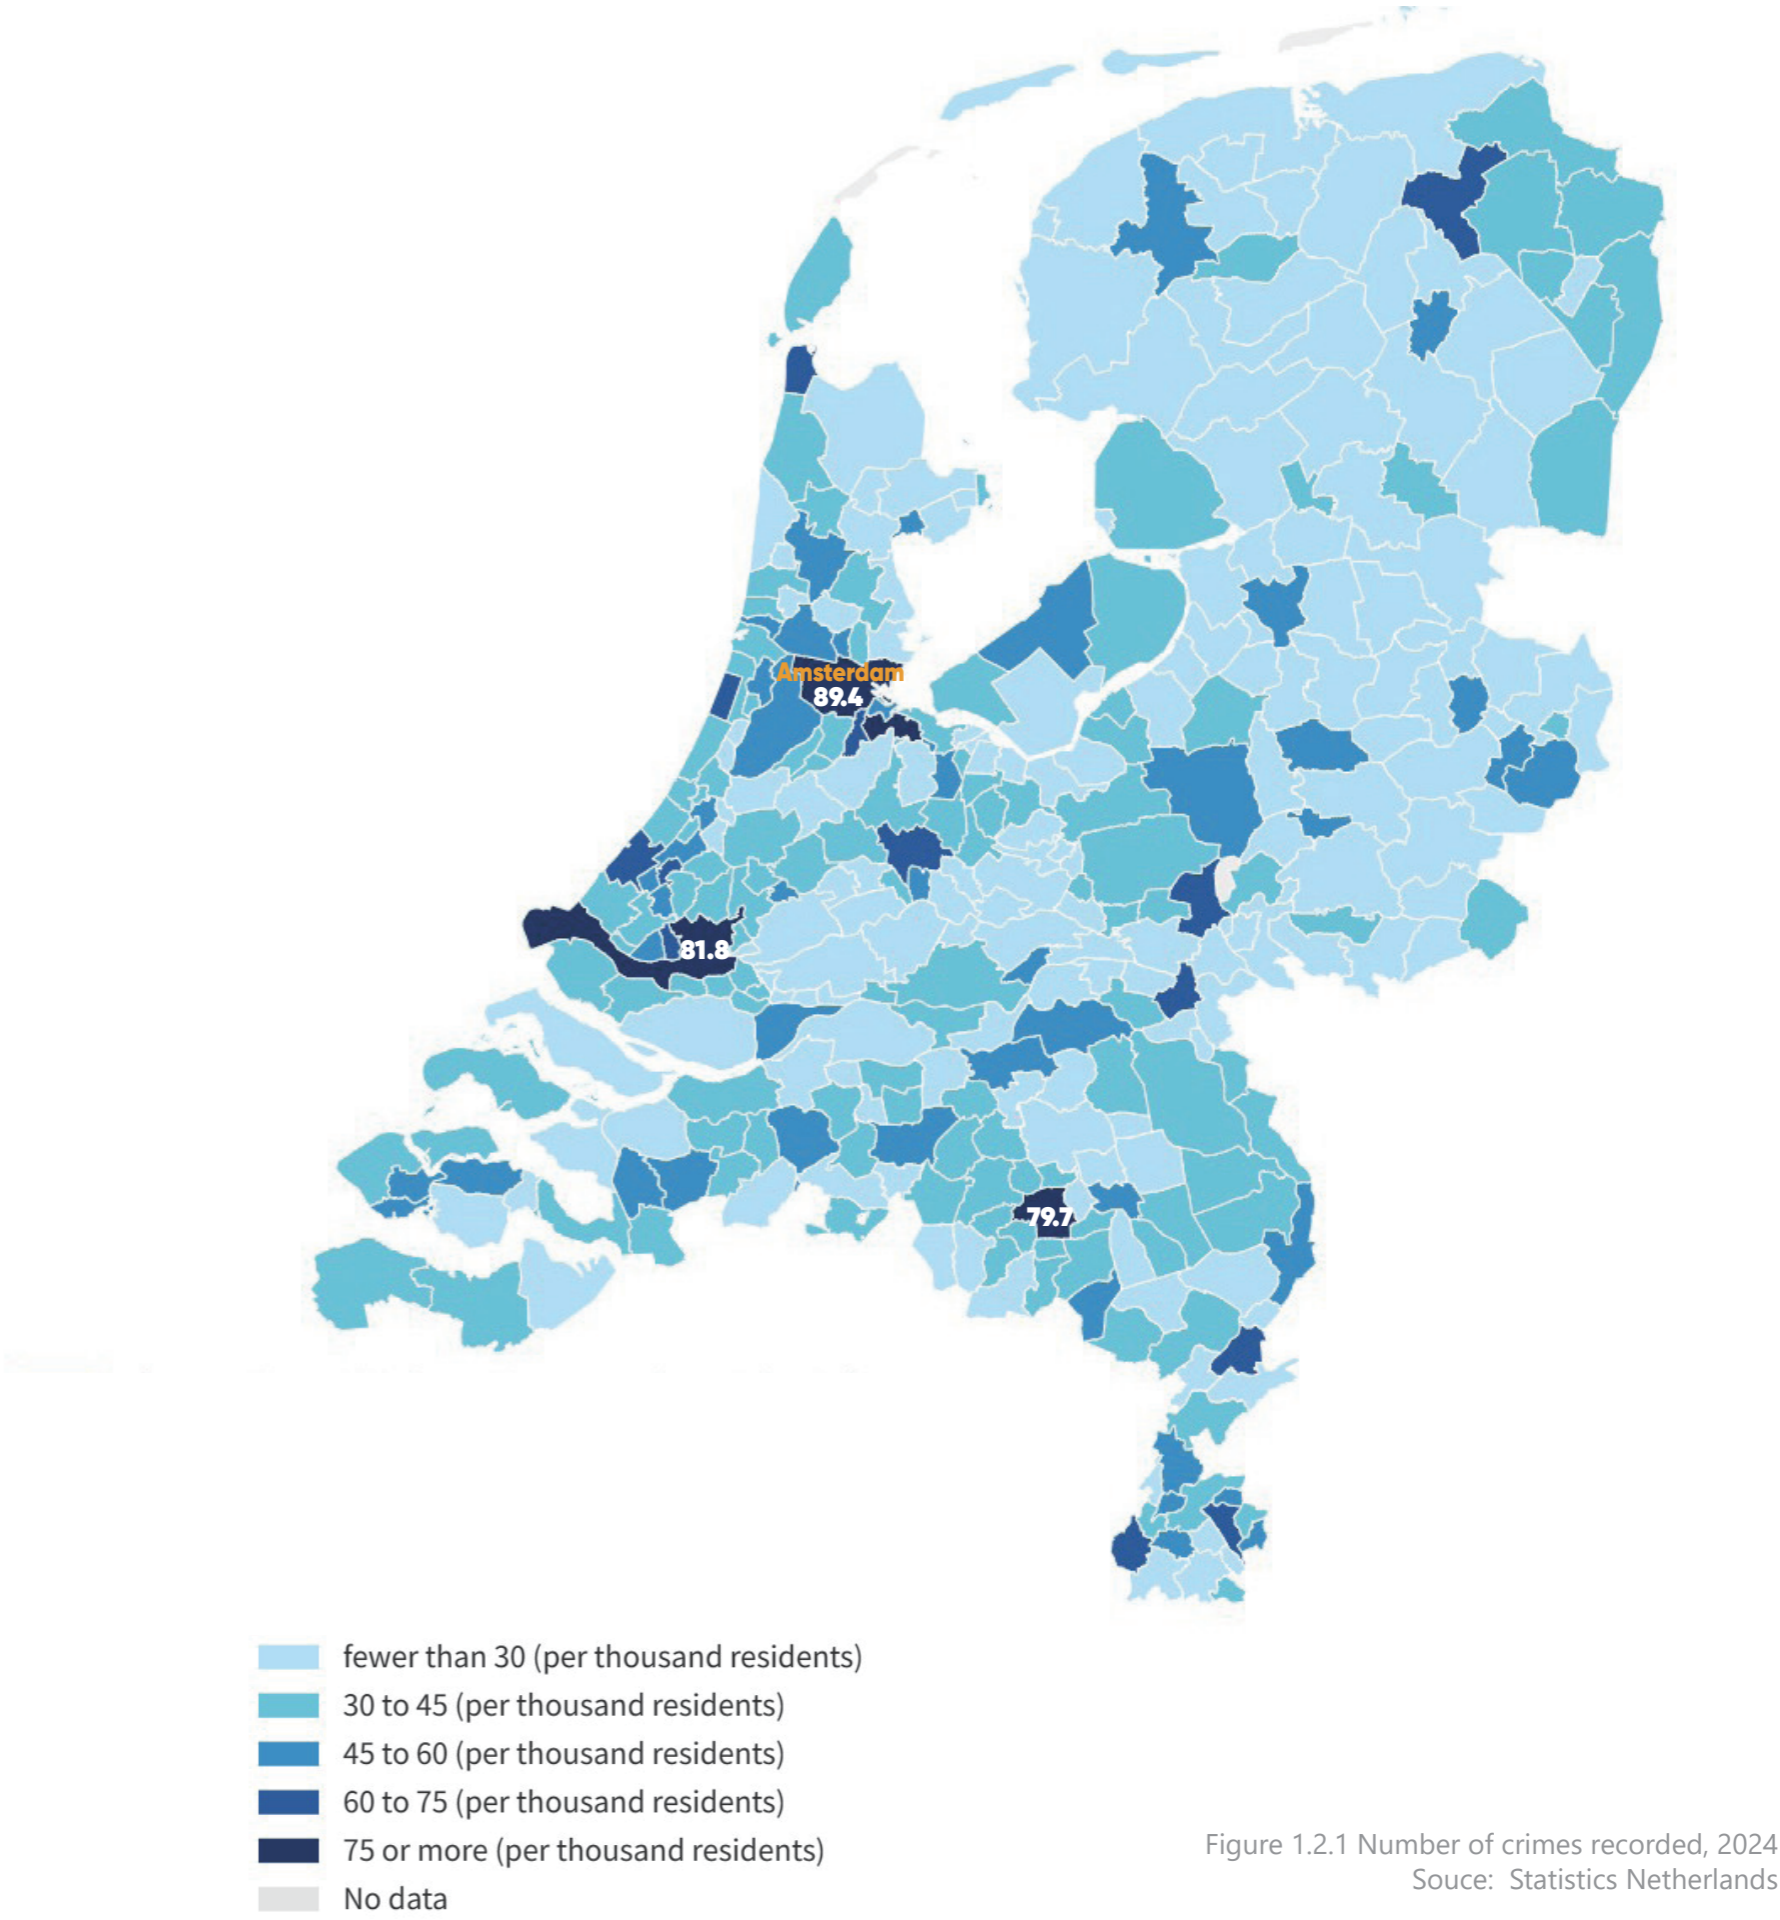 Amsterdam
89.4
81.8
79.7
fewer than 30 (per thousand residents)
30 to 45 (per thousand residents)
45 to 60 (per thousand residents)
60 to 75 (per thousand residents)
75 or more (per thousand residents)
No data
Figure 1.2.1 Number of crimes recorded, 2024
Souce: Statistics Netherlands